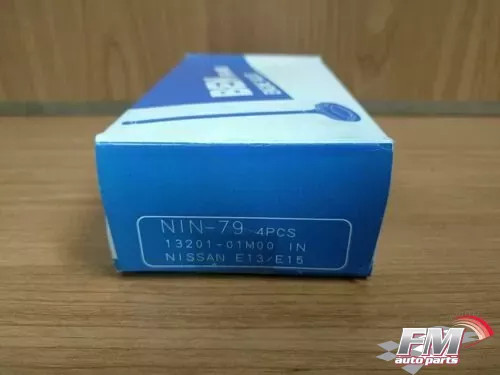 NIN-79 4PCS
13201-01M00 IN
NISSAN E13/E15
FM
auto parts